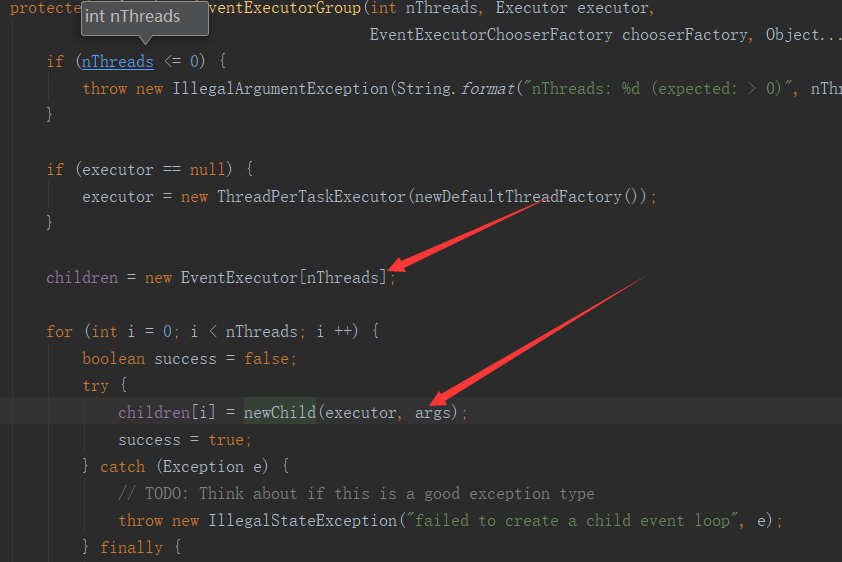 protecte
int nThreads
EventExecutorGroup(int nThreads, Executor executor,
EventExecutorChooserFactory chooserFactory, Object...
if (nThreads <= 0) {
throw new IllegalArgumentException(String.format("nThreads: %d (expected: > 0)", nThr
}
if (executor == null) {
executor = new ThreadPerTaskExecutor(newDefaultThreadFactory());
}
children = new EventExecutor[nThreads];
for (int i = 0; i < nThreads; i ++) {
boolean success = false;
try {
children[i] = newChild(executor, args);
success = true;
} catch (Exception e) {
// TODO: Think about if this is a good exception type
throw new IllegalStateException("failed to create a child event loop", e);
} finally {